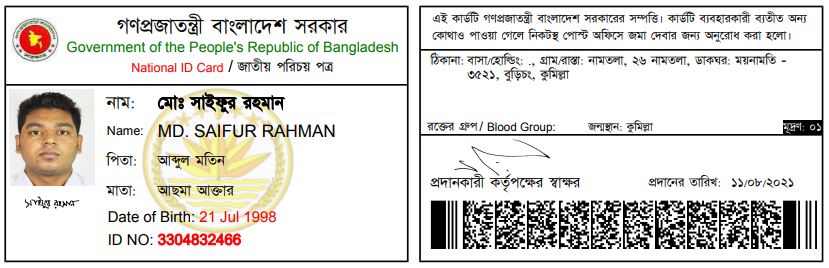 গণপ্রজাতন্ত্রী বাংলাদেশ সরকার
Government of the People's Republic of Bangladesh
National ID Card / জাতীয় পরিচয় পত্র
নাম: মোঃ সাইফুর রহমান
Name: MD. SAIFUR RAHMAN
পিতা: আব্দুল মতিন
মাতা: আছমা আক্তার
সাইফুর রহমান
Date of Birth: 21 Jul 1998
ID NO: 3304832466
এই কার্ডটি গণপ্রজাতন্ত্রী বাংলাদেশ সরকারের সম্পত্তি। কার্ডটি ব্যবহারকারী ব্যতীত অন্য
কোথাও পাওয়া গেলে নিকটস্থ পোস্ট অফিসে জমা দেবার জন্য অনুরোধ করা হলো।
ঠিকানা: বাসা/হোল্ডিং: ., গ্রাম/রাস্তা: নামতলা, ২৬ নামতলা, ডাকঘর: ময়নামতি -
৩৫২১, বুড়িচং, কুমিল্লা
রক্তের গ্রুপ / Blood Group: জন্মস্থান: কুমিল্লা মূদ্রণ: ০১
প্রদানকারী কর্তৃপক্ষের স্বাক্ষর প্রদানের তারিখ: ১১/০৮/২০২১